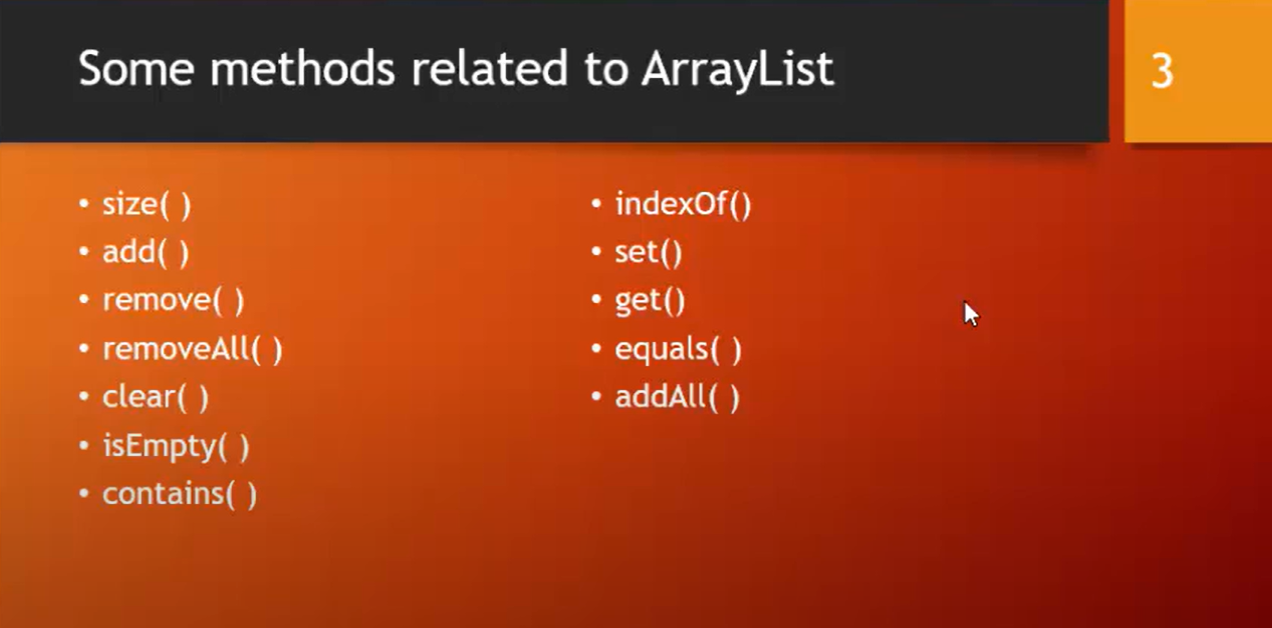 Some methods related to ArrayList
3
• size( )
• add( )
• remove( )
• removeAll( )
• clear( )
• isEmpty( )
• contains( )
• indexOf()
• set()
• get()
• equals( )
• addAll( )